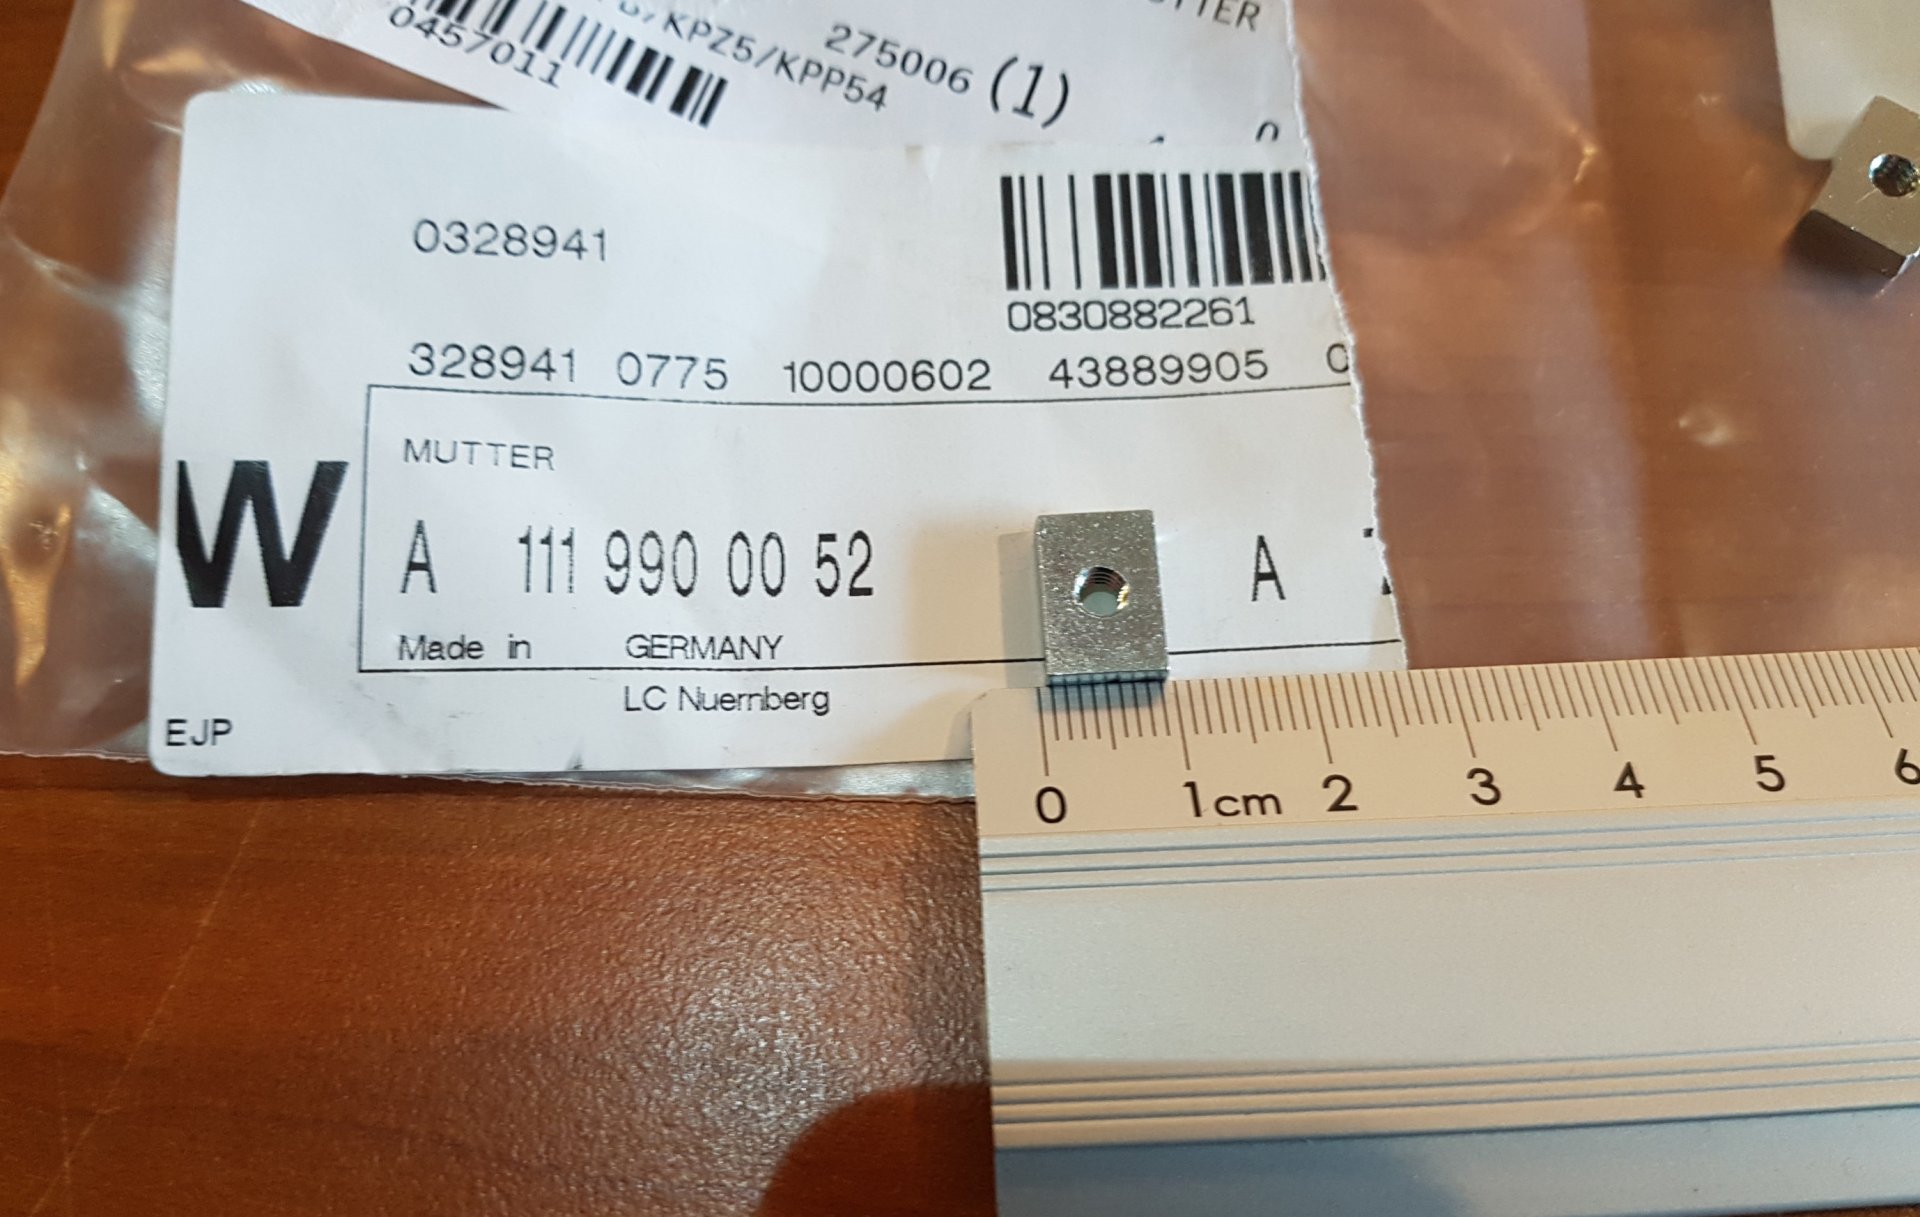 0457011
KPZ5/KPP54
275006 (1)
0328941
0830882261
328941 0775 10000602 43889905
MUTTER
W
A 111 990 00 52 A
Made in GERMANY
LC Nuernberg
EJP
0 1cm 2 3 4 5 6